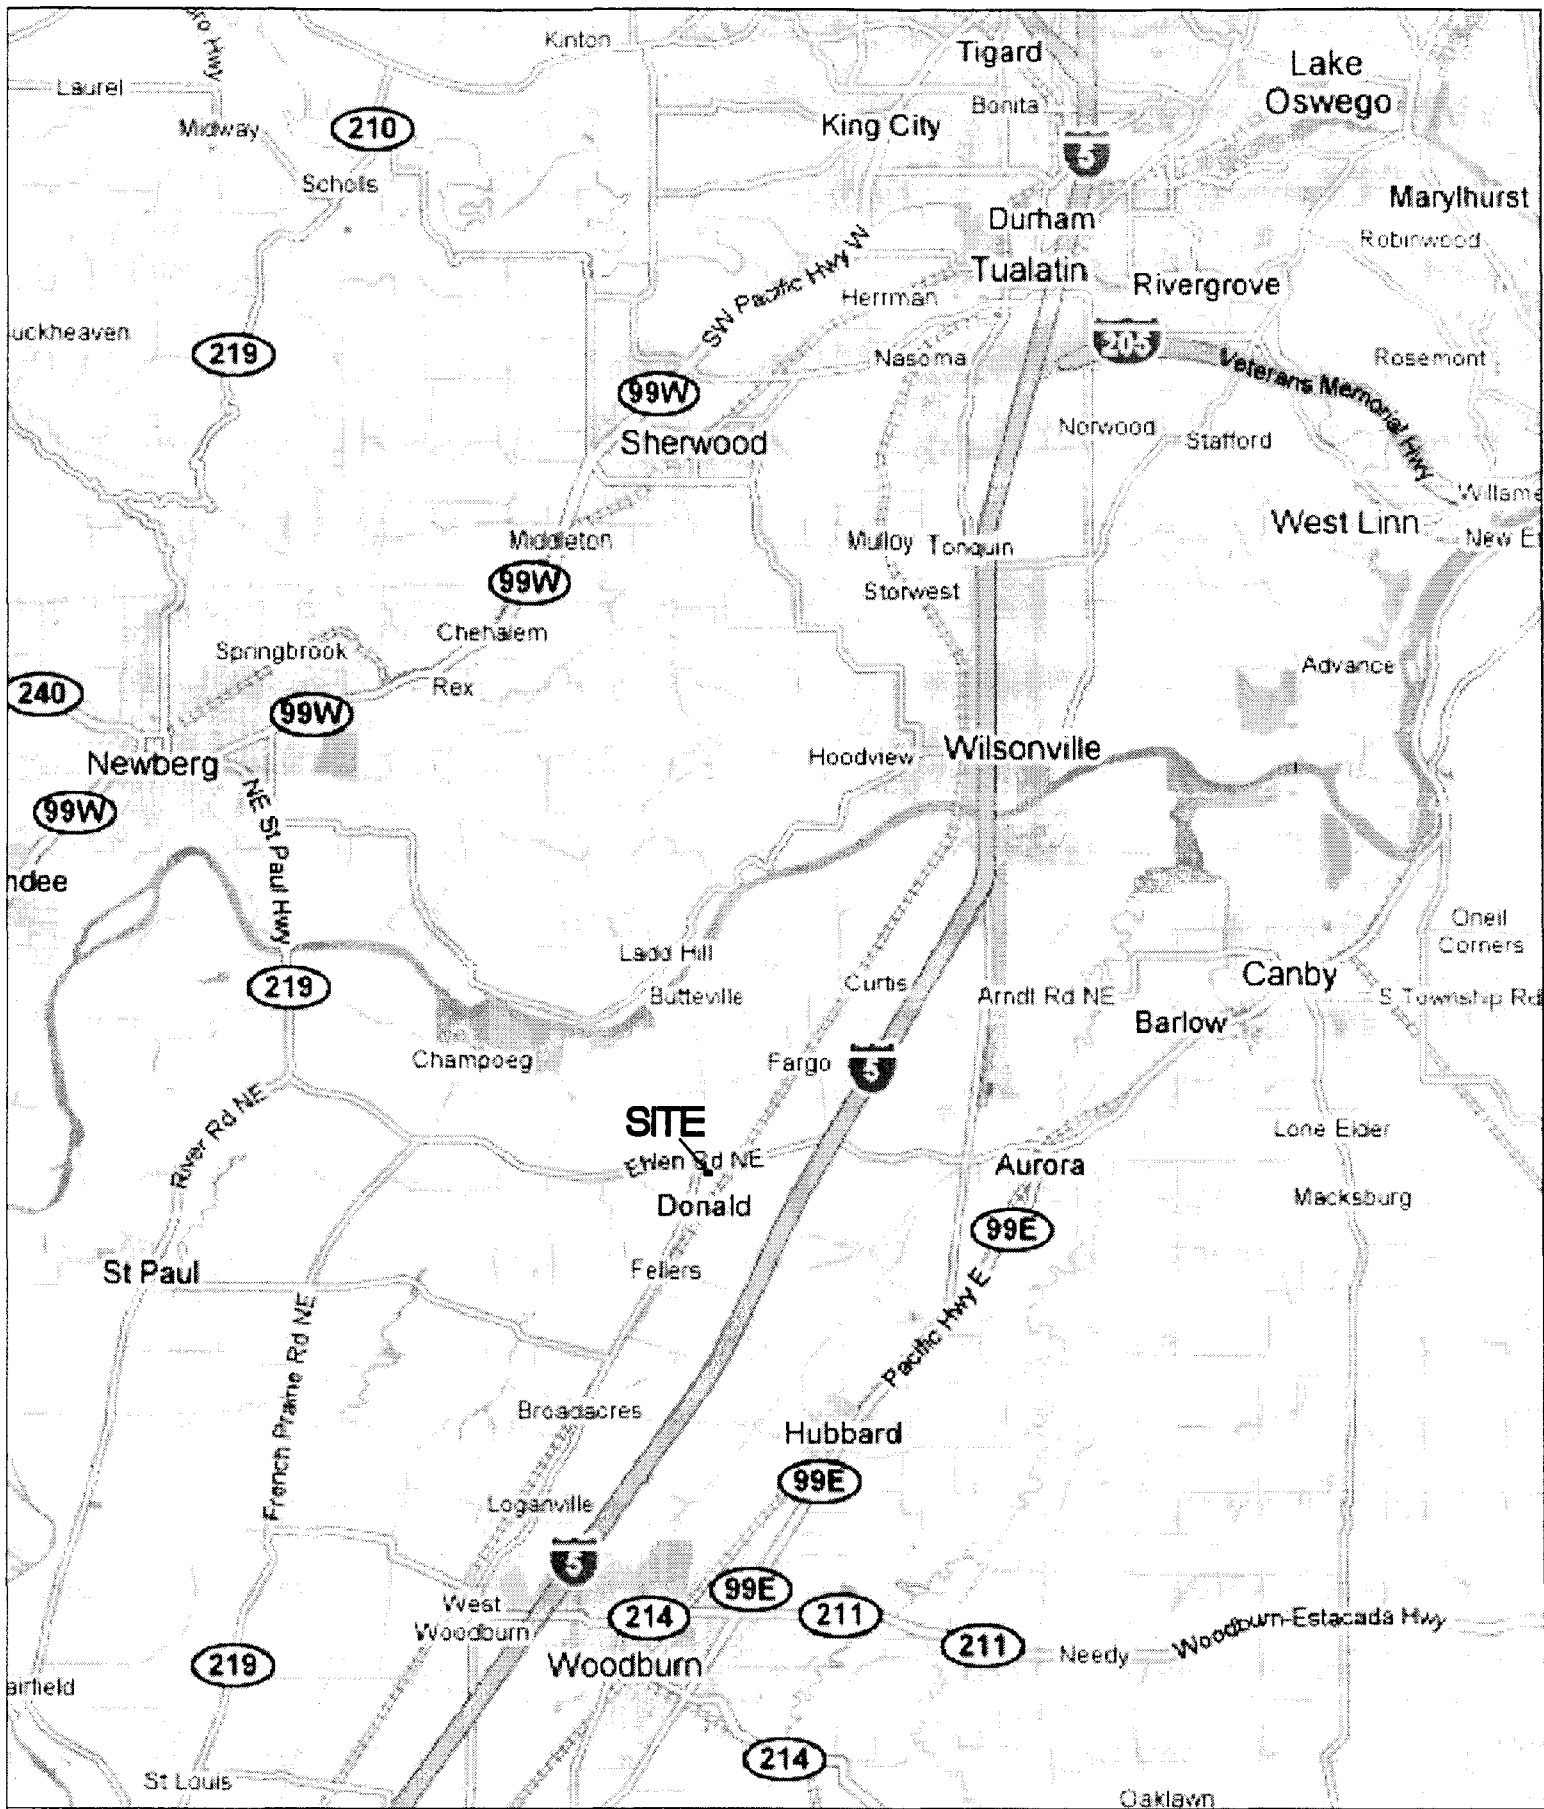 Kinton
Tigard
Lake
Oswego
Laurel
Bonita
Midway
210
King City
5
Scholls
Marylhurst
Durham
Robinwood
SW Pacific Hwy W
Tualatin
Rivergrove
Herrman
uckheaven
219
205
Nasoma
Veterans Memorial Hwy
Rosemont
99W
Norwood
Stafford
Sherwood
Willame
West Linn
New Er
Middleton
Mulloy
Tonquin
99W
Storwest
Chehalem
Springbrook
Advance
Rex
240
99W
Newberg
Hoodview
Wilsonville
99W
NE St Paul Hwy
ndee
Oneil
Corners
Ladd Hill
Canby
219
Curtis
Butteville
Arndt Rd NE
S Township Rd
Barlow
Champoeg
Fargo
5
River Rd NE
SITE
Lone Elder
Ehlen Rd NE
Aurora
Donald
Macksburg
99E
St Paul
Fellers
Pacific Hwy E
French Prairie Rd NE
Broadacres
Hubbard
99E
Loganville
5
99E
West
Woodburn
214
211
211
Needy
Woodburn-Estacada Hwy
219
Woodburn
airfield
214
St Louis
Oaklawn